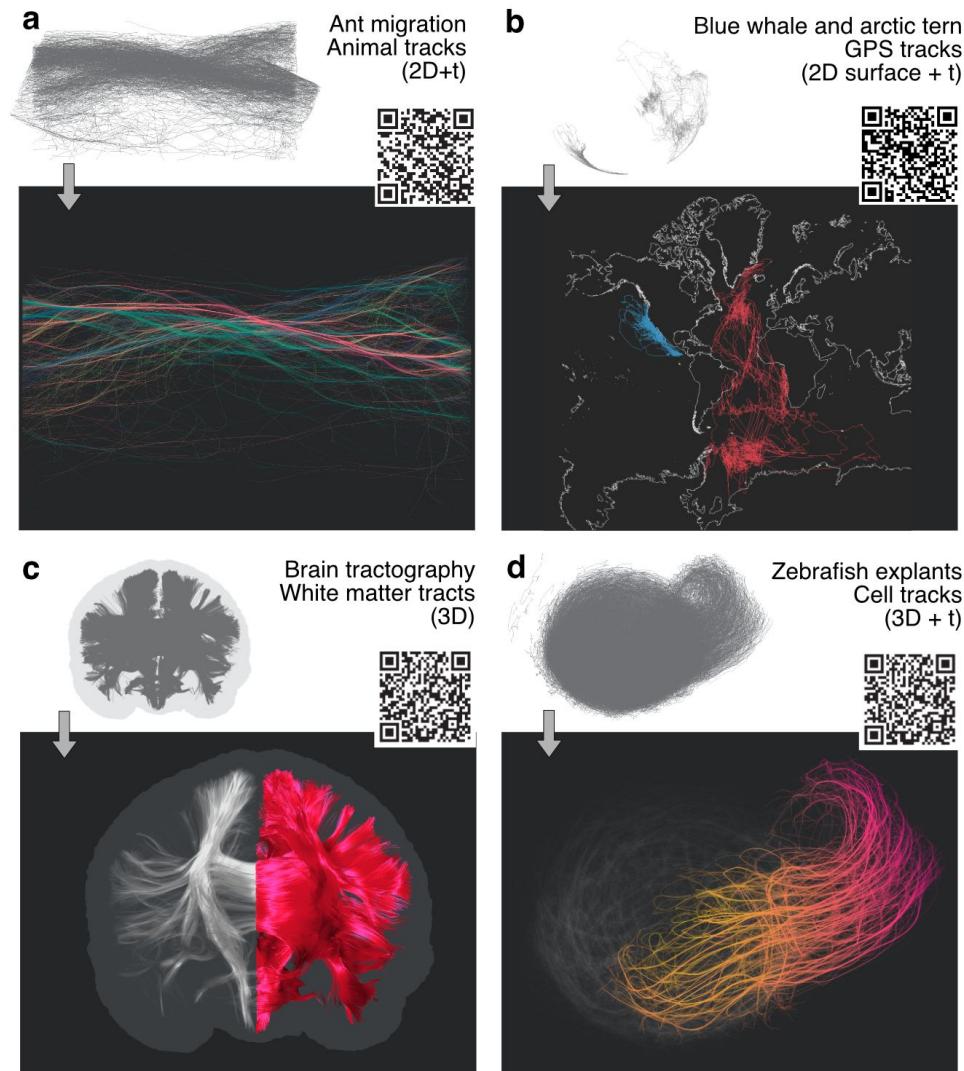 a
Ant migration
Animal tracks
(2D+t)
b
Blue whale and arctic tern
GPS tracks
(2D surface + t)
c
Brain tractography
White matter tracts
(3D)
d
Zebrafish explants
Cell tracks
(3D + t)